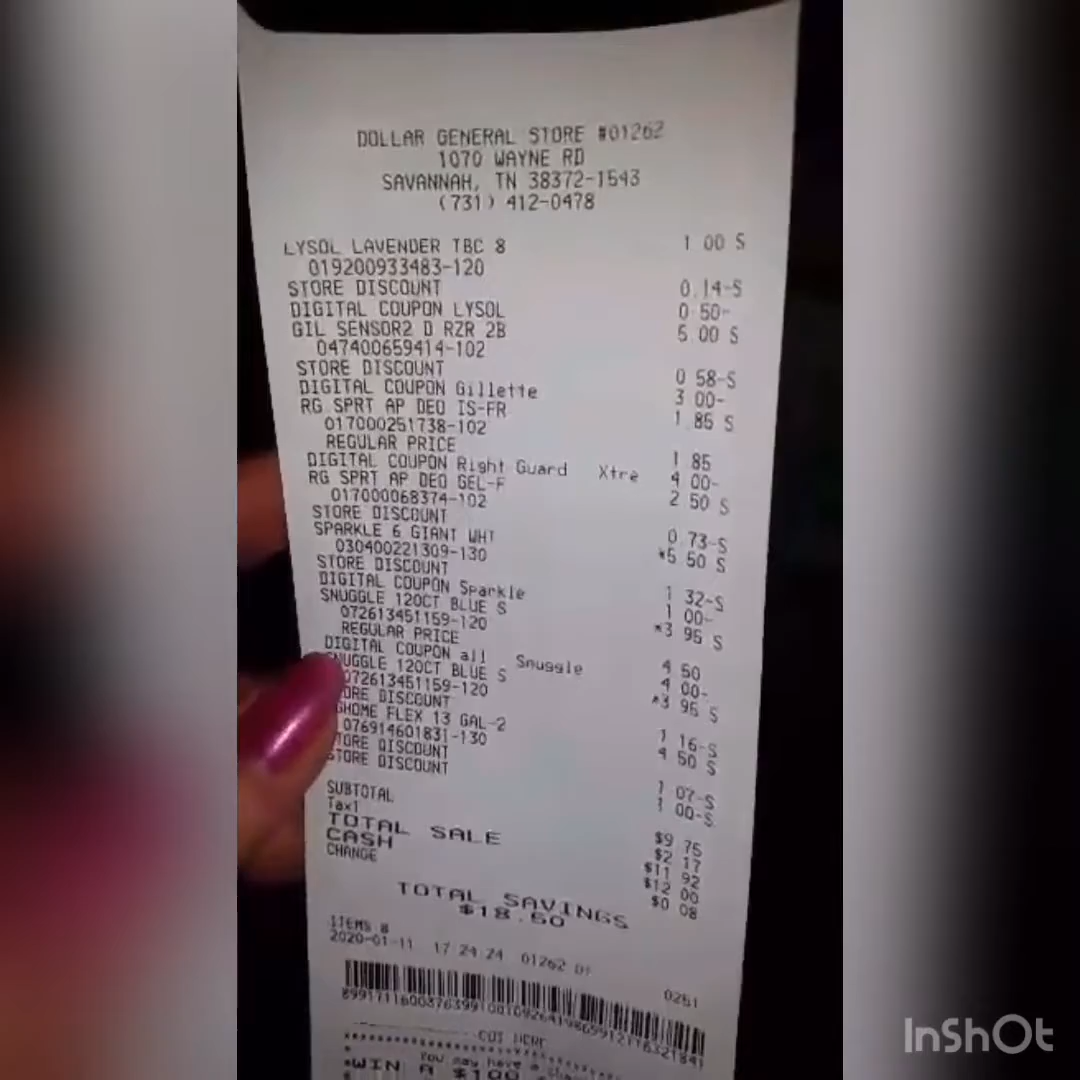 DOLLAR GENERAL STORE #01262
1070 WAYNE RD
SAVANNAH, TN 38372-1543
(731) 412-0478
LYSOL LAVENDER TBC 8 1 00 S
019200933483-120
STORE DISCOUNT 0.14-S
DIGITAL COUPON LYSOL 0 50-
GIL SENSOR2 D RZR 2B 5 00 S
047400659414-102
STORE DISCOUNT 0 58-S
DIGITAL COUPON Gillette 3 00-
RG SPRT AP DEO IS-FR 1 85 S
017000251738-102
REGULAR PRICE 1 85
DIGITAL COUPON Right Guard Xtre 4 00-
RG SPRT AP DEO GEL-F 2 50 S
017000068374-102
STORE DISCOUNT 0 73-S
SPARKLE 6 GIANT WHT *5 50 S
030400221309-130
STORE DISCOUNT 1 32-S
DIGITAL COUPON Sparkle 1 00-
SNUGGLE 120CT BLUE S *3 95 S
072613451159-120
REGULAR PRICE 4 50
DIGITAL COUPON all Snuggle 4 00-
SNUGGLE 120CT BLUE S *3 95 S
072613451159-120
ORE DISCOUNT 1 16-S
GHOME FLEX 13 GAL-2 4 50 S
076914601831-130
TORE DISCOUNT 1 07-S
STORE DISCOUNT 1 00-S
SUBTOTAL $9 75
Tax1 $2 17
TOTAL SALE $11 92
CASH $12 00
CHANGE $0 08
TOTAL SAVINGS
$18.50
ITEMS 8
2020-01-11 17 24 24 01262 0261
CUT HERE
You may have a
*WIN A $100
InShOt